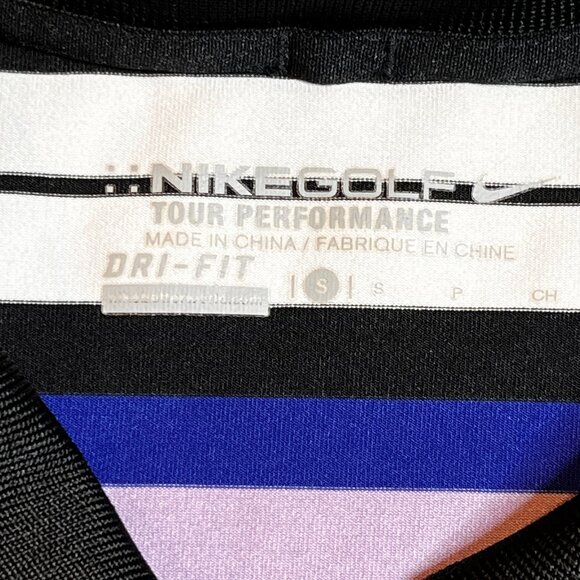 NIKEGOLF
TOUR PERFORMANCE
MADE IN CHINA / FABRIQUE EN CHINE
DRI-FIT
S S P CH